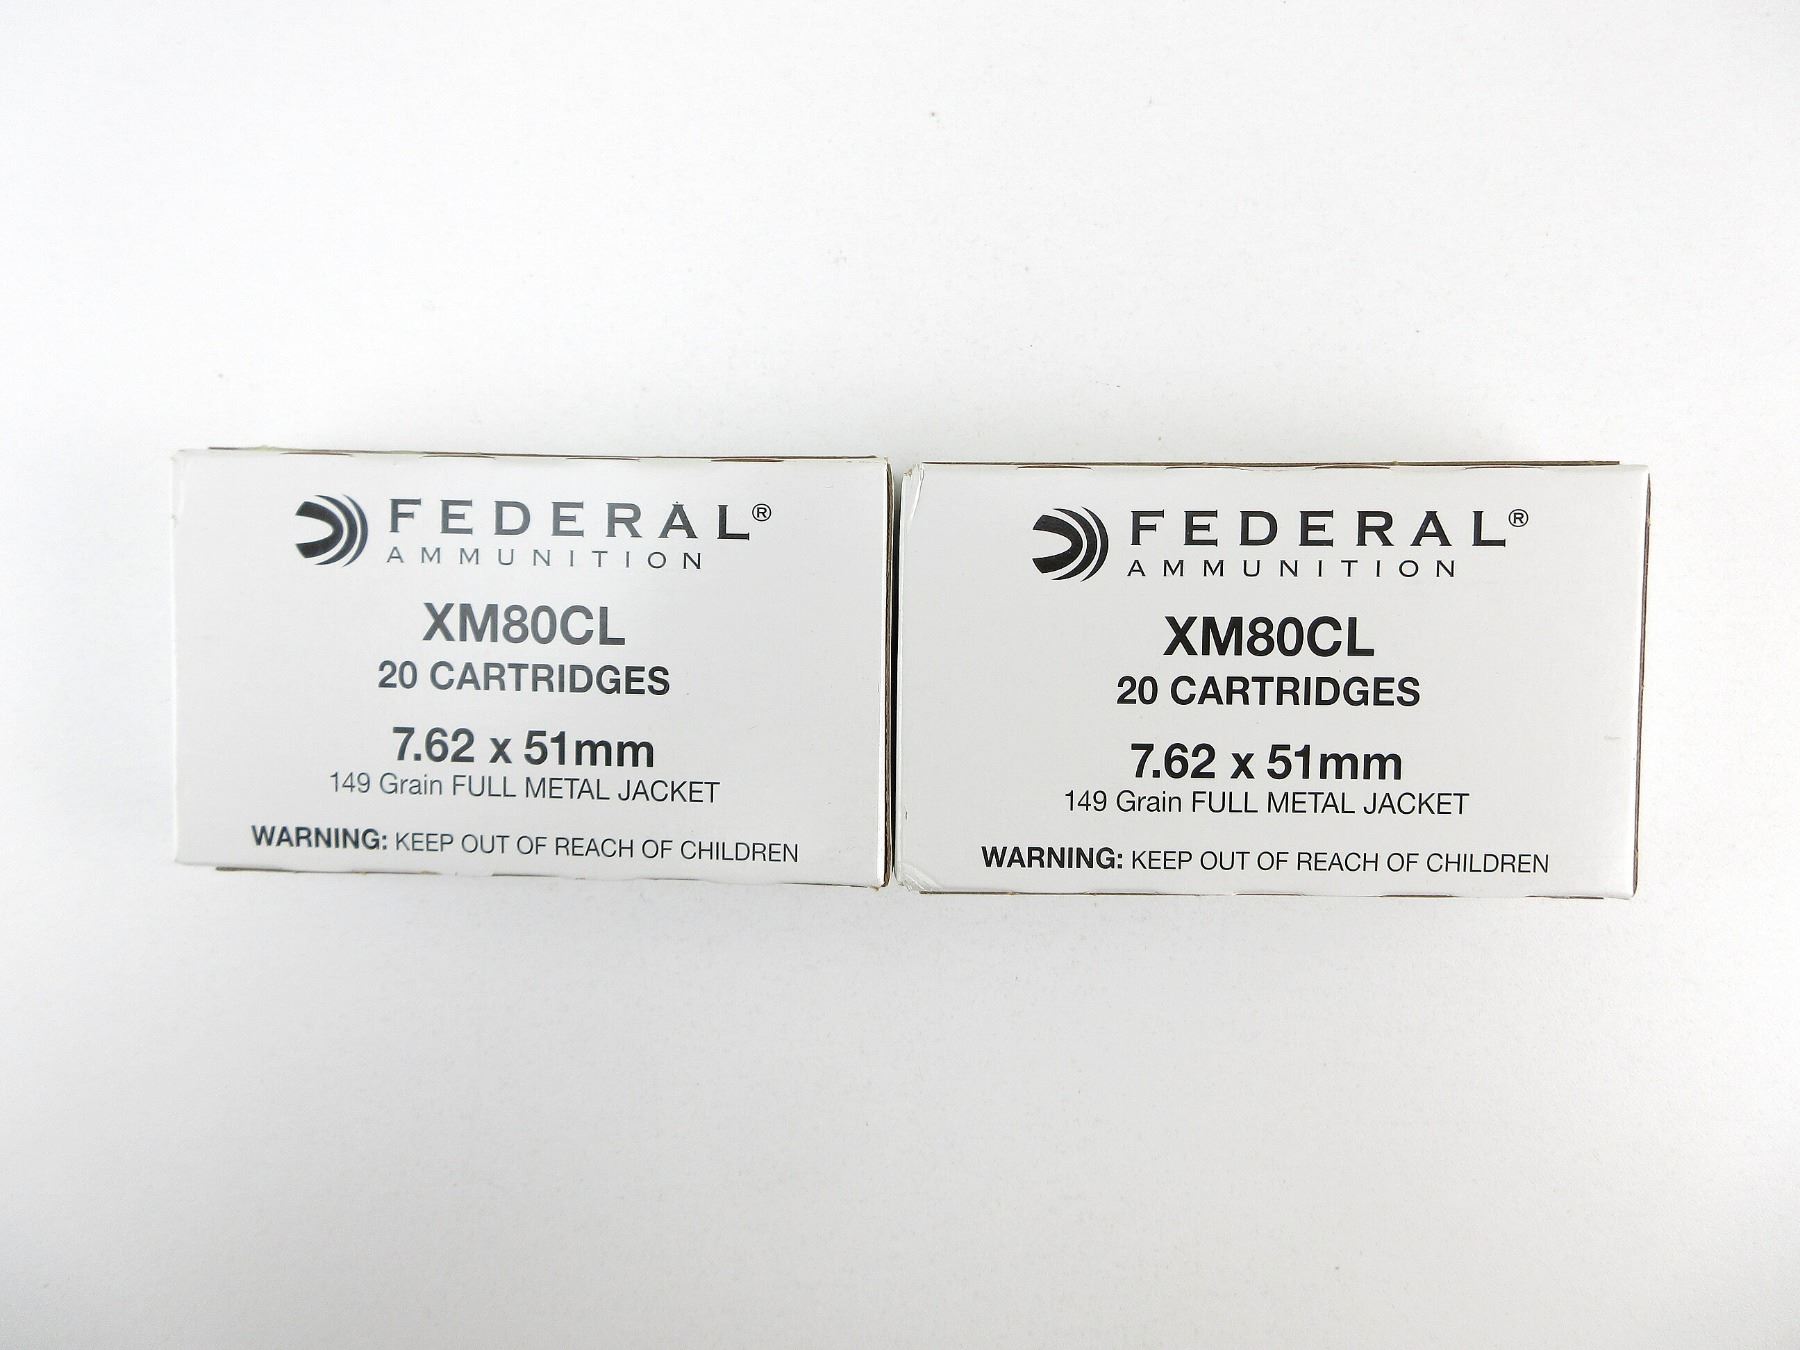 FEDERAL®
AMMUNITION
XM80CL
20 CARTRIDGES
7.62 x 51mm
149 Grain FULL METAL JACKET
WARNING: KEEP OUT OF REACH OF CHILDREN
FEDERAL®
AMMUNITION
XM80CL
20 CARTRIDGES
7.62 x 51mm
149 Grain FULL METAL JACKET
WARNING: KEEP OUT OF REACH OF CHILDREN